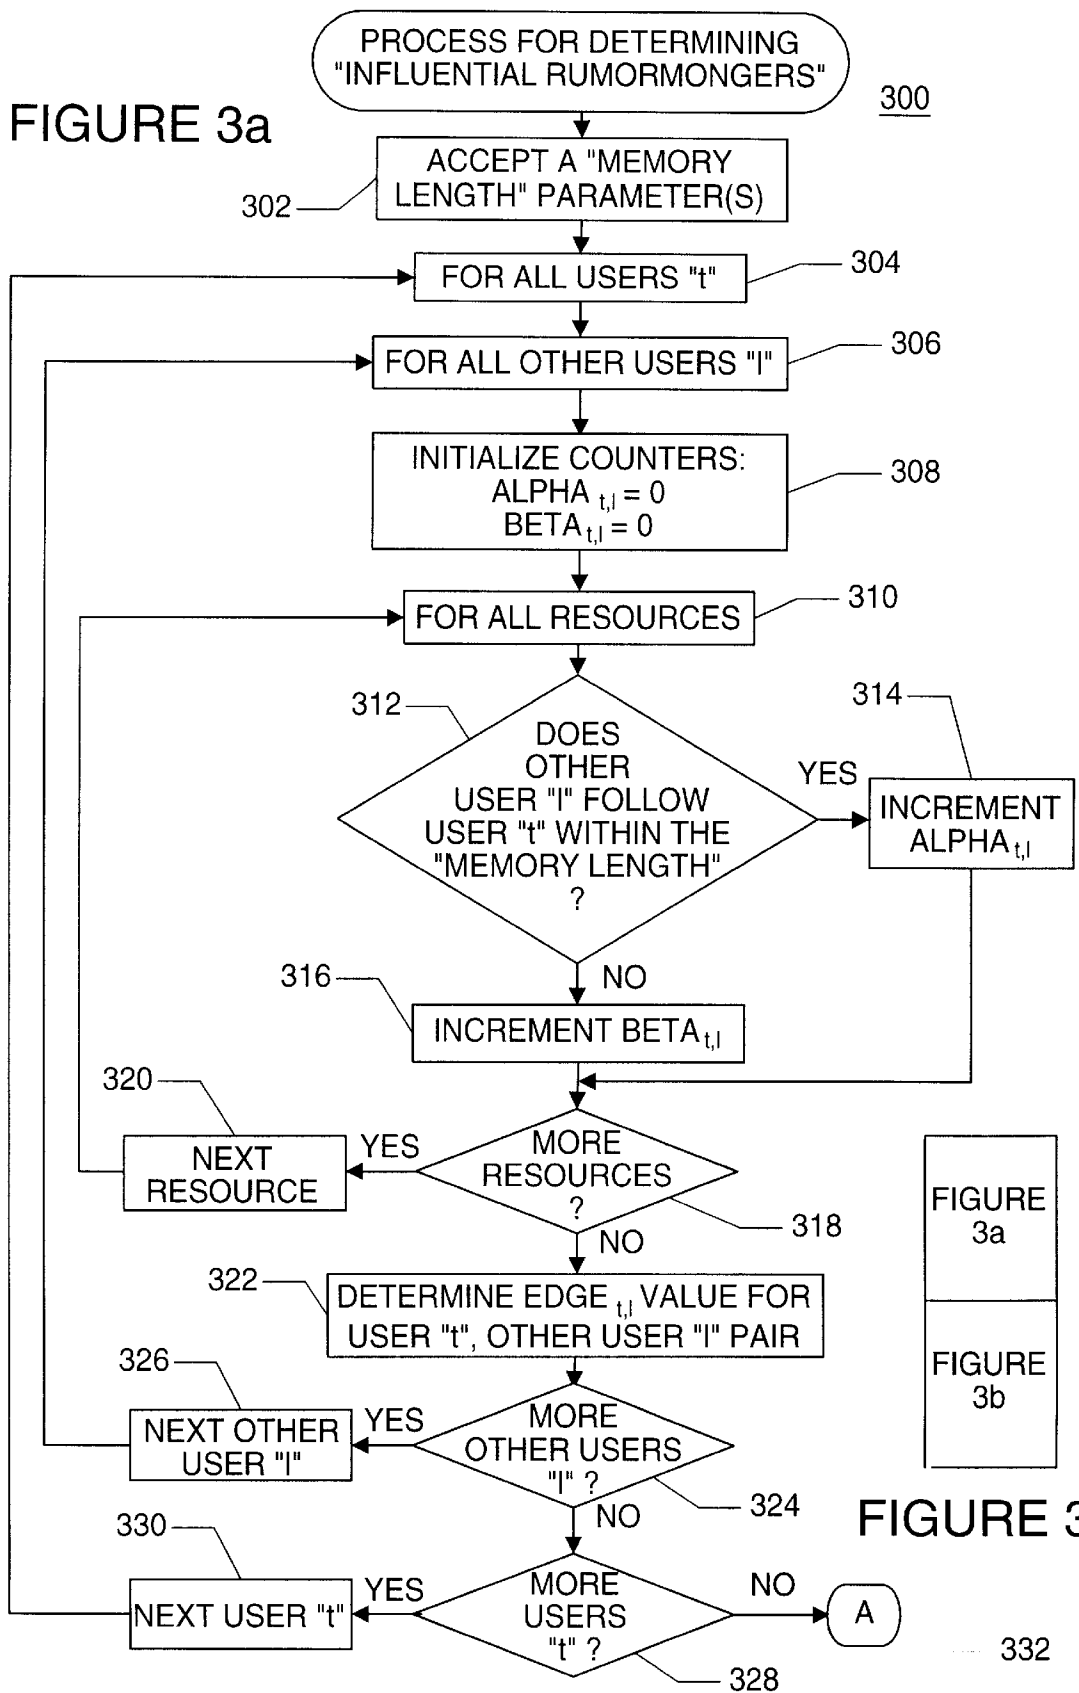 PROCESS FOR DETERMINING
"INFLUENTIAL RUMORMONGERS"
300
FIGURE 3a
ACCEPT A "MEMORY
LENGTH" PARAMETER(S)
302
FOR ALL USERS "t"
304
FOR ALL OTHER USERS "l"
306
INITIALIZE COUNTERS:
ALPHA t,l = 0
BETA t,l = 0
308
FOR ALL RESOURCES
310
312
DOES
OTHER
USER "l" FOLLOW
USER "t" WITHIN THE
"MEMORY LENGTH"
?
YES
314
INCREMENT
ALPHA t,l
NO
316
INCREMENT BETA t,l
320
NEXT
RESOURCE
YES
MORE
RESOURCES
?
318
NO
322
DETERMINE EDGE t,l VALUE FOR
USER "t", OTHER USER "l" PAIR
326
NEXT OTHER
USER "l"
YES
MORE
OTHER USERS
"l" ?
324
NO
330
NEXT USER "t"
YES
MORE
USERS
"t" ?
328
NO
A
332
FIGURE
3a
FIGURE
3b
FIGURE 3